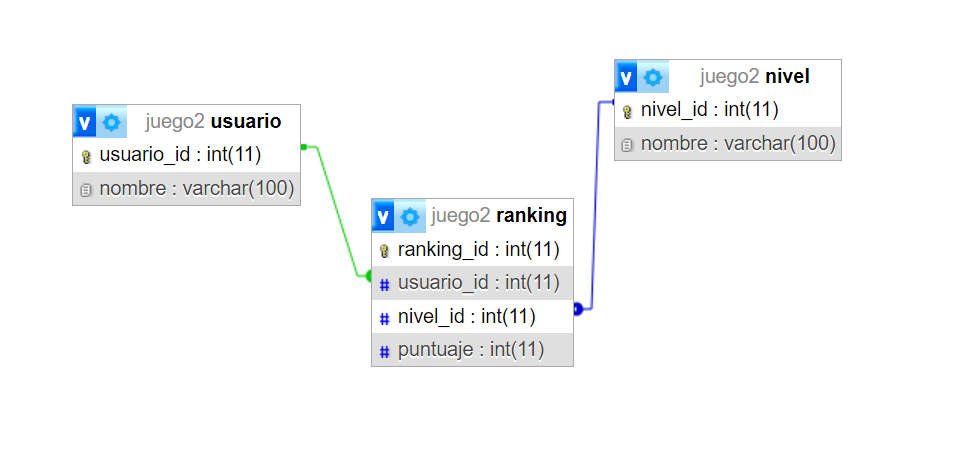 v juego2 usuario
usuario_id : int(11)
nombre : varchar(100)
v juego2 ranking
ranking_id : int(11)
# usuario_id : int(11)
# nivel_id : int(11)
# puntuaje : int(11)
v juego2 nivel
nivel_id : int(11)
nombre : varchar(100)